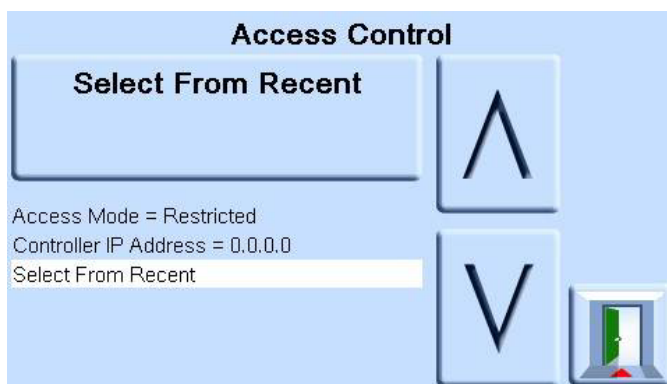 Access Control
Select From Recent
Access Mode = Restricted
Controller IP Address = 0.0.0.0
Select From Recent